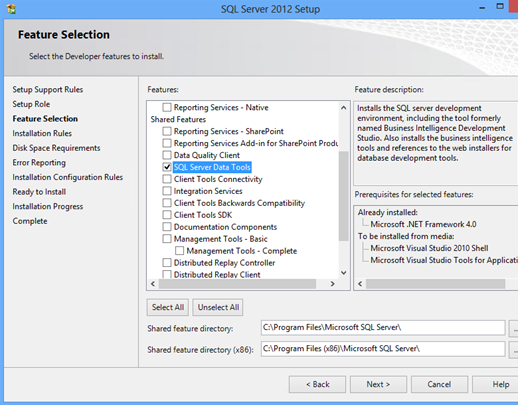 SQL Server 2012 Setup
Feature Selection
Select the Developer features to install.
Setup Support Rules
Setup Role
Feature Selection
Installation Rules
Disk Space Requirements
Error Reporting
Installation Configuration Rules
Ready to Install
Installation Progress
Complete
Features:
Reporting Services - Native
Shared Features
Reporting Services - SharePoint
Reporting Services Add-in for SharePoint Produ
Data Quality Client
SQL Server Data Tools
Client Tools Connectivity
Integration Services
Client Tools Backwards Compatibility
Client Tools SDK
Documentation Components
Management Tools - Basic
Management Tools - Complete
Distributed Replay Controller
Distributed Replay Client
Feature description:
Installs the SQL server development
environment, including the tool formerly
named Business Intelligence Development
Studio. Also installs the business intelligence
tools and references to the web installers for
database development tools.
Prerequisites for selected features:
Already installed:
Microsoft .NET Framework 4.0
To be installed from media:
Microsoft Visual Studio 2010 Shell
Microsoft Visual Studio Tools for Applicati
Select All
Unselect All
Shared feature directory:
C:\Program Files\Microsoft SQL Server\
...
Shared feature directory (x86):
C:\Program Files (x86)\Microsoft SQL Server\
...
< Back
Next >
Cancel
Help